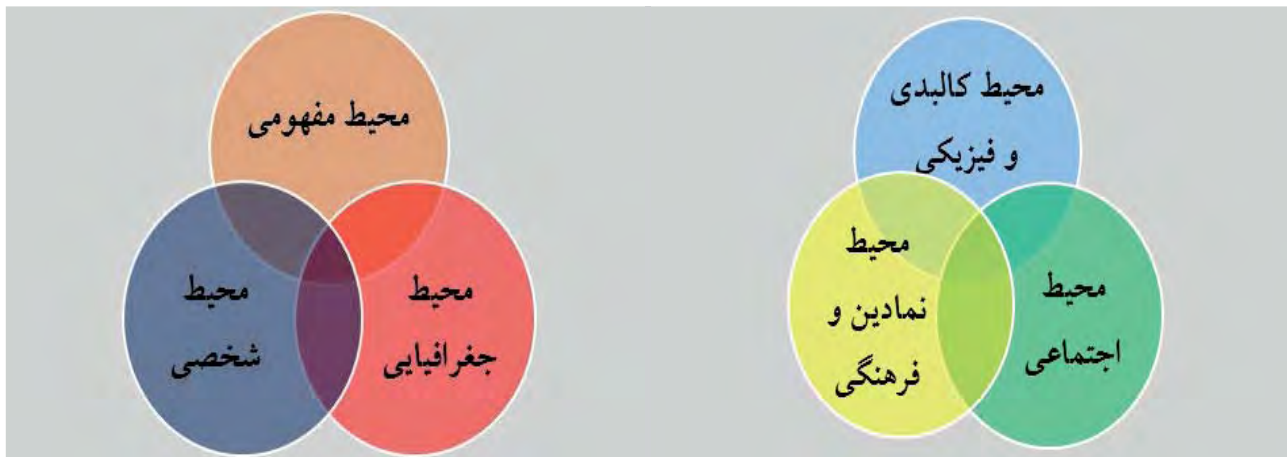 محیط کالبدی
و فیزیکی
محیط
اجتماعی
محیط
نمادین و
فرهنگی
محیط مفهومی
محیط
جغرافیایی
محیط
شخصی